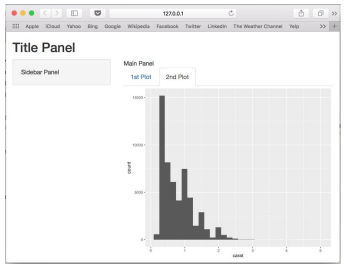 127.0.0.1
Apple iCloud Yahoo Bing Google Wikipedia Facebook Twitter LinkedIn The Weather Channel Yelp >> +
Title Panel
Sidebar Panel
Main Panel
1st Plot 2nd Plot
15000
10000
5000
0
count
0 1 2 3 4 5
carat